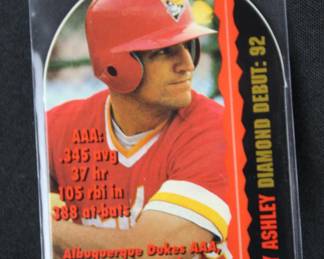 AAA:
.345 avg
37 hr
105 rbi in
388 at-bats
Albuquerque Dukes AAA,
Y ASHLEY DIAMOND DEBUT: 92